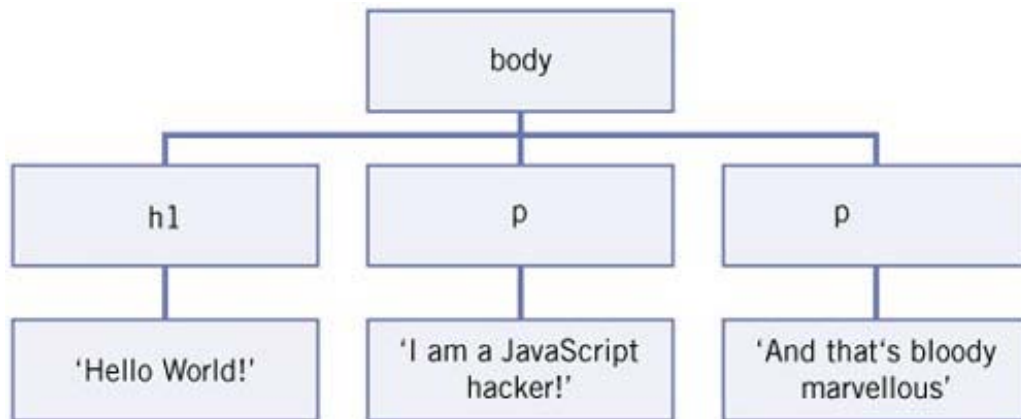 body
h1
p
p
‘Hello World!’
‘I am a JavaScript
hacker!’
‘And that‘s bloody
marvellous’